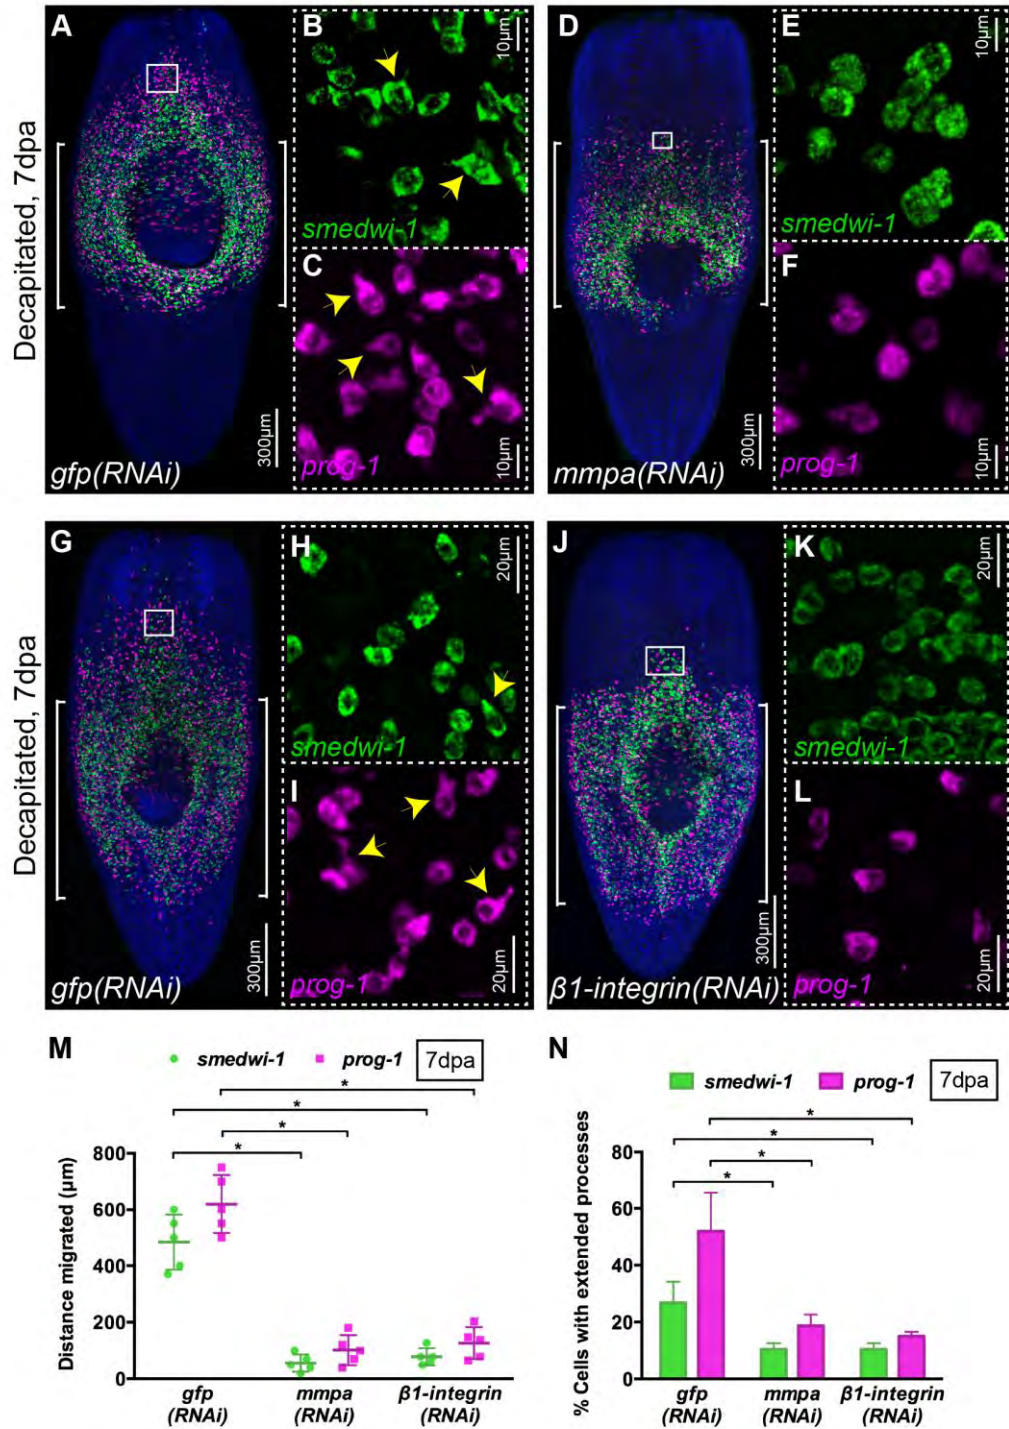 A
B
10µm
smedwi-1
C
prog-1
10µm
300µm
gfp(RNAi)
D
E
10µm
smedwi-1
F
prog-1
10µm
300µm
mmpa(RNAi)
Decapitated, 7dpa
G
H
20µm
smedwi-1
I
prog-1
20µm
300µm
gfp(RNAi)
J
K
20µm
smedwi-1
L
prog-1
20µm
300µm
β1-integrin(RNAi)
Decapitated, 7dpa
M
smedwi-1 prog-1 7dpa
*
*
*
*
Distance migrated (µm)
800
600
400
200
0
gfp mmpa β1-integrin
(RNAi) (RNAi) (RNAi)
N
smedwi-1 prog-1 7dpa
*
*
*
*
% Cells with extended processes
80
60
40
20
0
gfp mmpa β1-integrin
(RNAi) (RNAi) (RNAi)